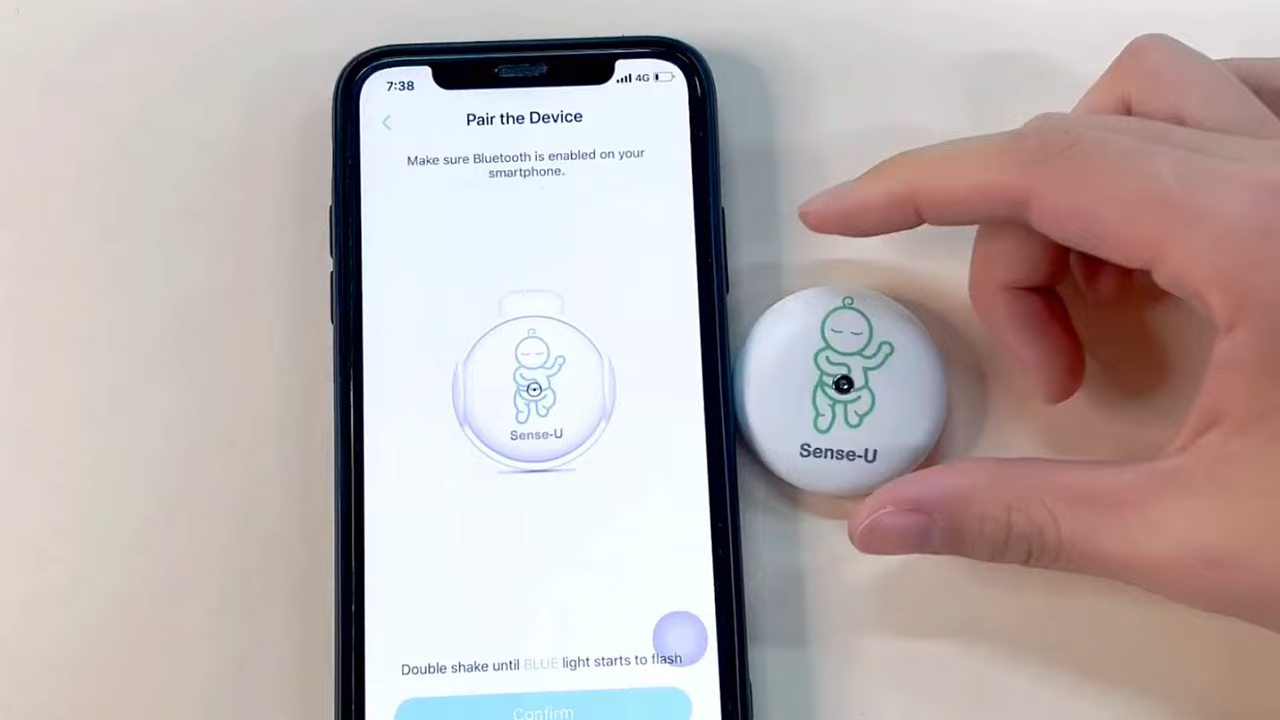 7:38
4G
Pair the Device
Make sure Bluetooth is enabled on your
smartphone.
Sense-U
Sense-U
Double shake until BLUE light starts to flash
Confirm